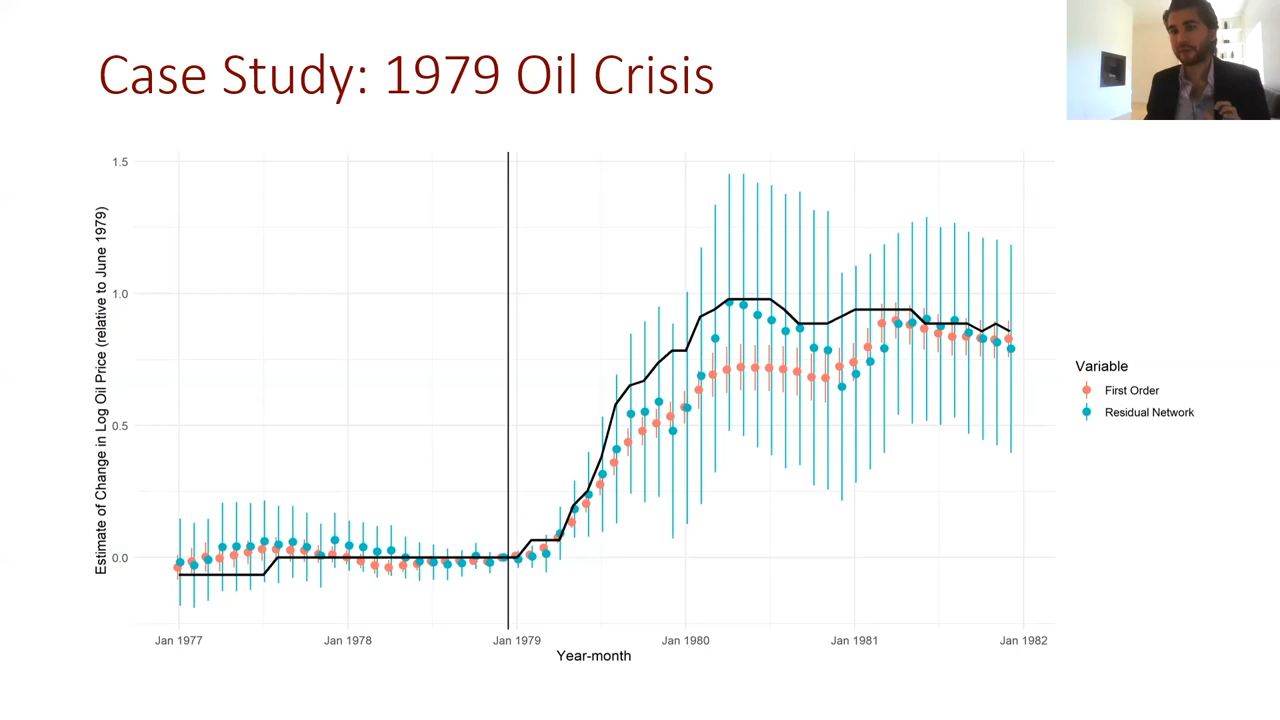 Case Study: 1979 Oil Crisis
Estimate of Change in Log Oil Price (relative to June 1979)
1.5
1.0
0.5
0.0
Jan 1977
Jan 1978
Jan 1979
Jan 1980
Jan 1981
Jan 1982
Year-month
Variable
First Order
Residual Network